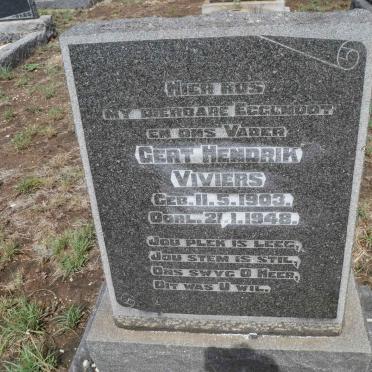 Hier rus
my dierbare Eggenoot
en ons Vader
Gert Hendrik
Viviers
Geb. 11.5.1903.
Oorl. 21.1.1948.
Jou plek is leeg,
Jou stem is stil,
Ons swyg O Heer,
Dit was U wil.